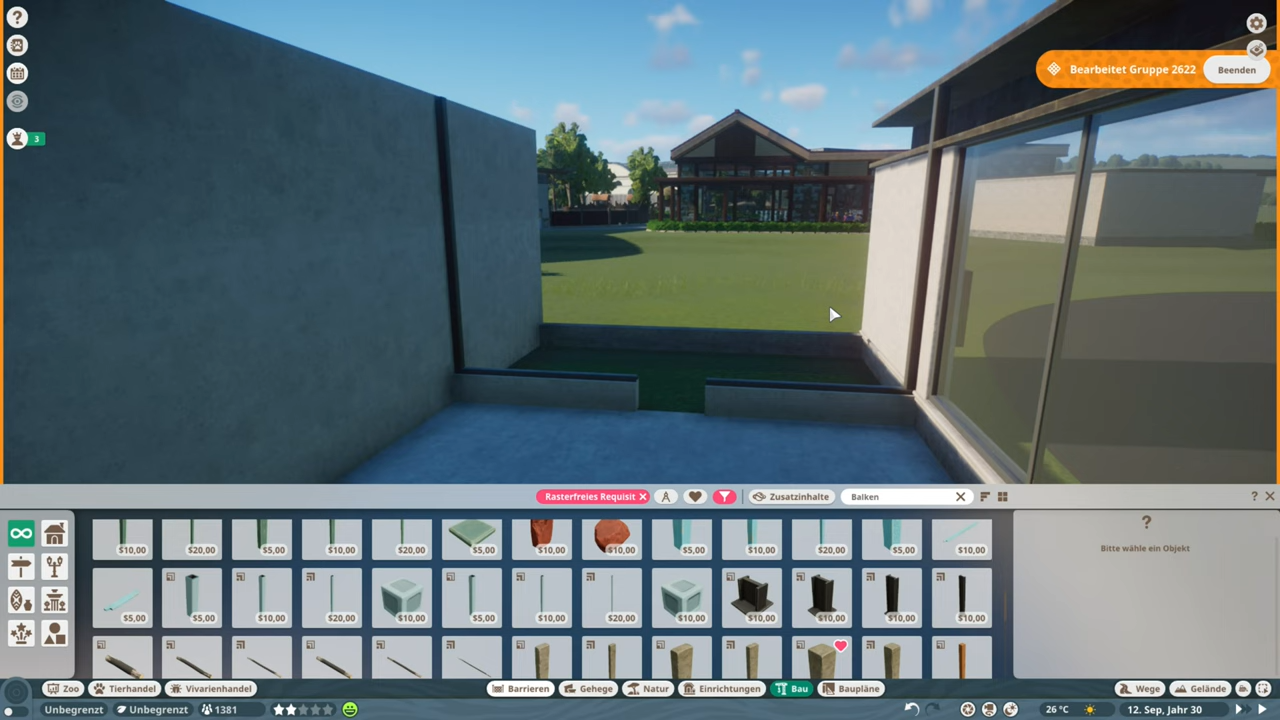 ?
3
Bearbeitet Gruppe 2622
Beenden
Rasterfreies Requisit ×
Zusatzinhalte
Balken
? ×
$10,00 $20,00 $5,00 $10,00 $20,00 $5,00 $10,00 $10,00 $5,00 $10,00 $20,00 $5,00 $10,00
$5,00 $5,00 $10,00 $20,00 $10,00 $5,00 $10,00 $20,00 $10,00 $10,00 $10,00 $10,00 $10,00
?
Bitte wähle ein Objekt
Zoo Tierhandel Vivarienhandel Barrieren Gehege Natur Einrichtungen Bau Baupläne Wege Gelände
Unbegrenzt Unbegrenzt 1381 26 °C 12. Sep, Jahr 30